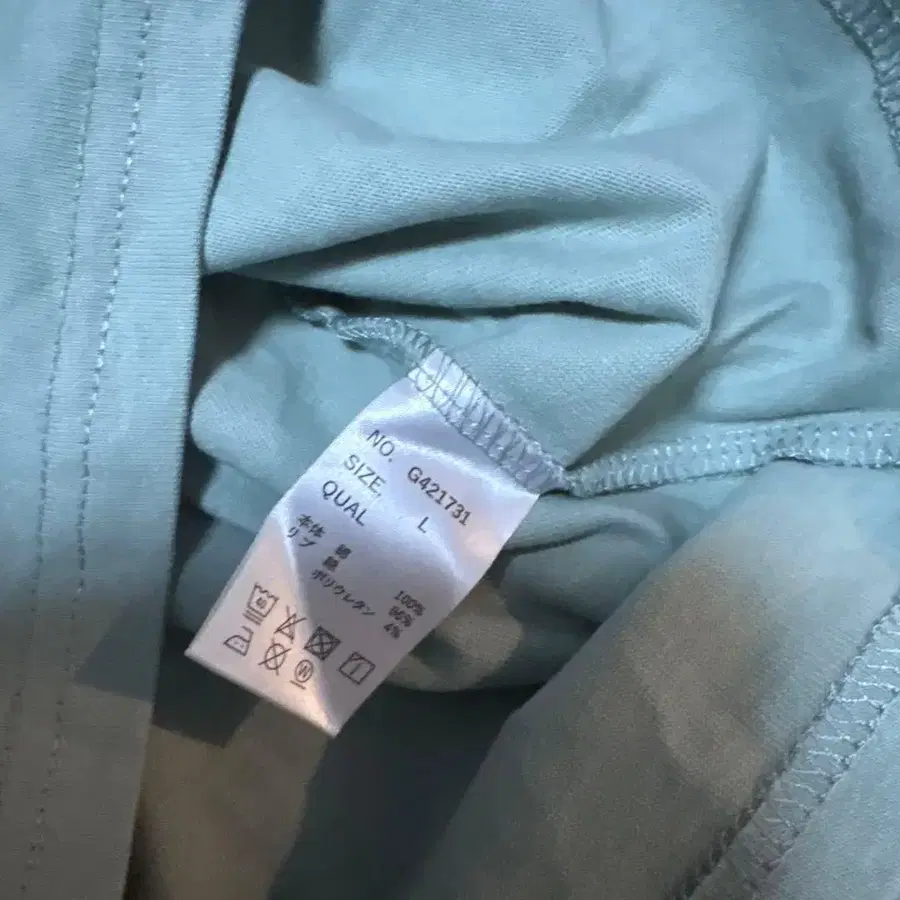 NO. G421731
SIZE. L
QUAL
本体 綿 100%
リブ 綿 96%
ポリウレタン 4%